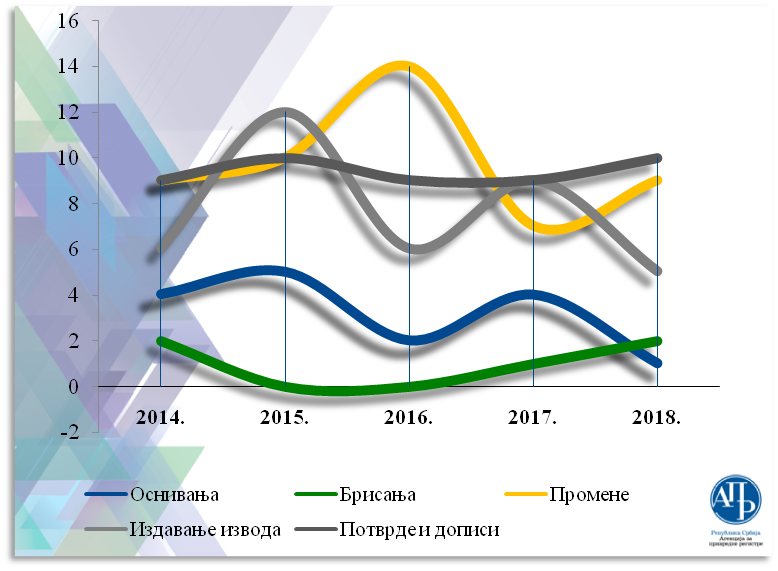 16
14
12
10
8
6
4
2
0
-2
2014. 2015. 2016. 2017. 2018.
Оснивања Брисања Промене
Издавање извода Потврде и дописи
АПР
Република Србија
Агенција за
привредне регистре